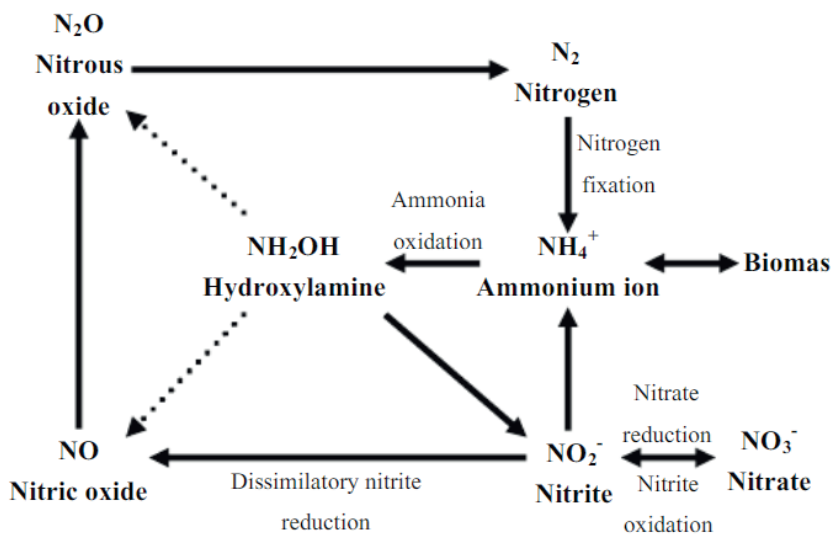 N₂O
Nitrous
oxide
N₂
Nitrogen
Nitrogen
fixation
Ammonia
oxidation
NH₂OH
Hydroxylamine
NH₄⁺
Ammonium ion
Biomas
Nitrate
reduction
NO
Nitric oxide
Dissimilatory nitrite
reduction
NO₂⁻
Nitrite
NO₃⁻
Nitrate
Nitrite
oxidation